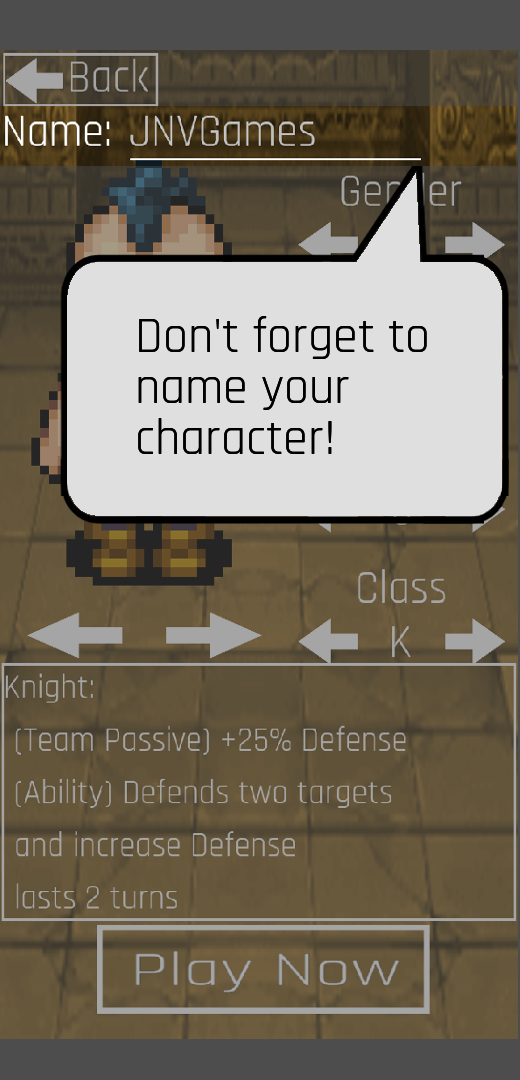 Back
Name: JNVGames
Gender
Don't forget to
name your
character!
Class
K
Knight:
(Team Passive) +25% Defense
(Ability) Defends two targets
and increase Defense
lasts 2 turns
Play Now